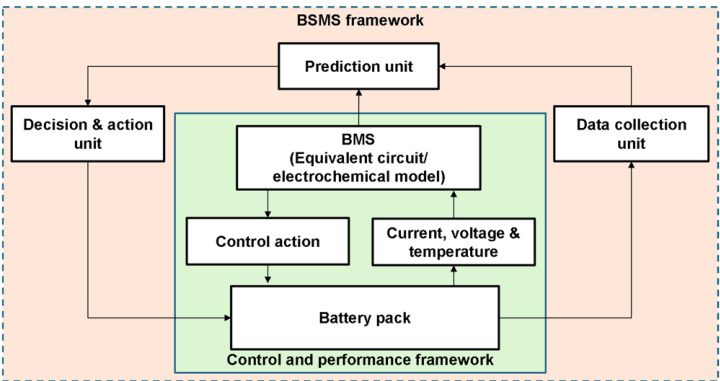 BSMS framework
Prediction unit
Decision & action
unit
Data collection
unit
BMS
(Equivalent circuit/
electrochemical model)
Control action
Current, voltage &
temperature
Battery pack
Control and performance framework